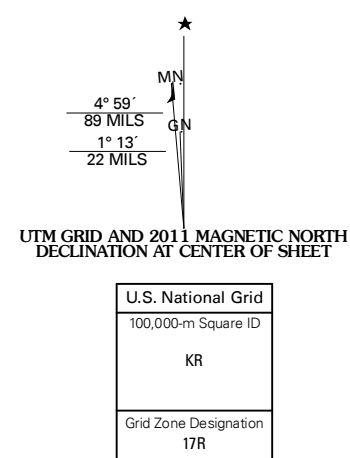 ★
MN
4° 59´
89 MILS
GN
1° 13´
22 MILS
UTM GRID AND 2011 MAGNETIC NORTH
DECLINATION AT CENTER OF SHEET
U.S. National Grid
100,000-m Square ID
KR
Grid Zone Designation
17R